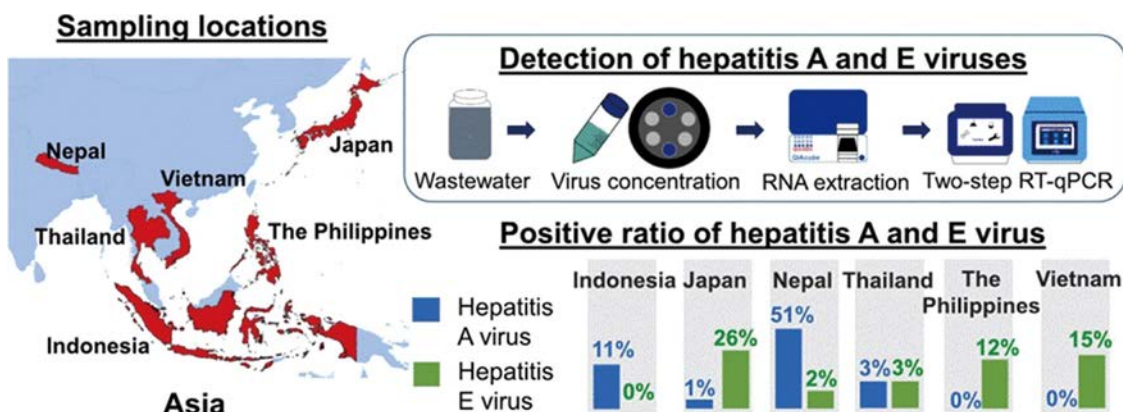 Sampling locations
Nepal
Japan
Vietnam
Thailand
The Philippines
Indonesia
Asia
Detection of hepatitis A and E viruses
Wastewater
Virus concentration
RNA extraction
Two-step RT-qPCR
QIAcube
Positive ratio of hepatitis A and E virus
Hepatitis
A virus
Hepatitis
E virus
Indonesia
11%
0%
Japan
1%
26%
Nepal
51%
2%
Thailand
3%
3%
The
Philippines
0%
12%
Vietnam
0%
15%